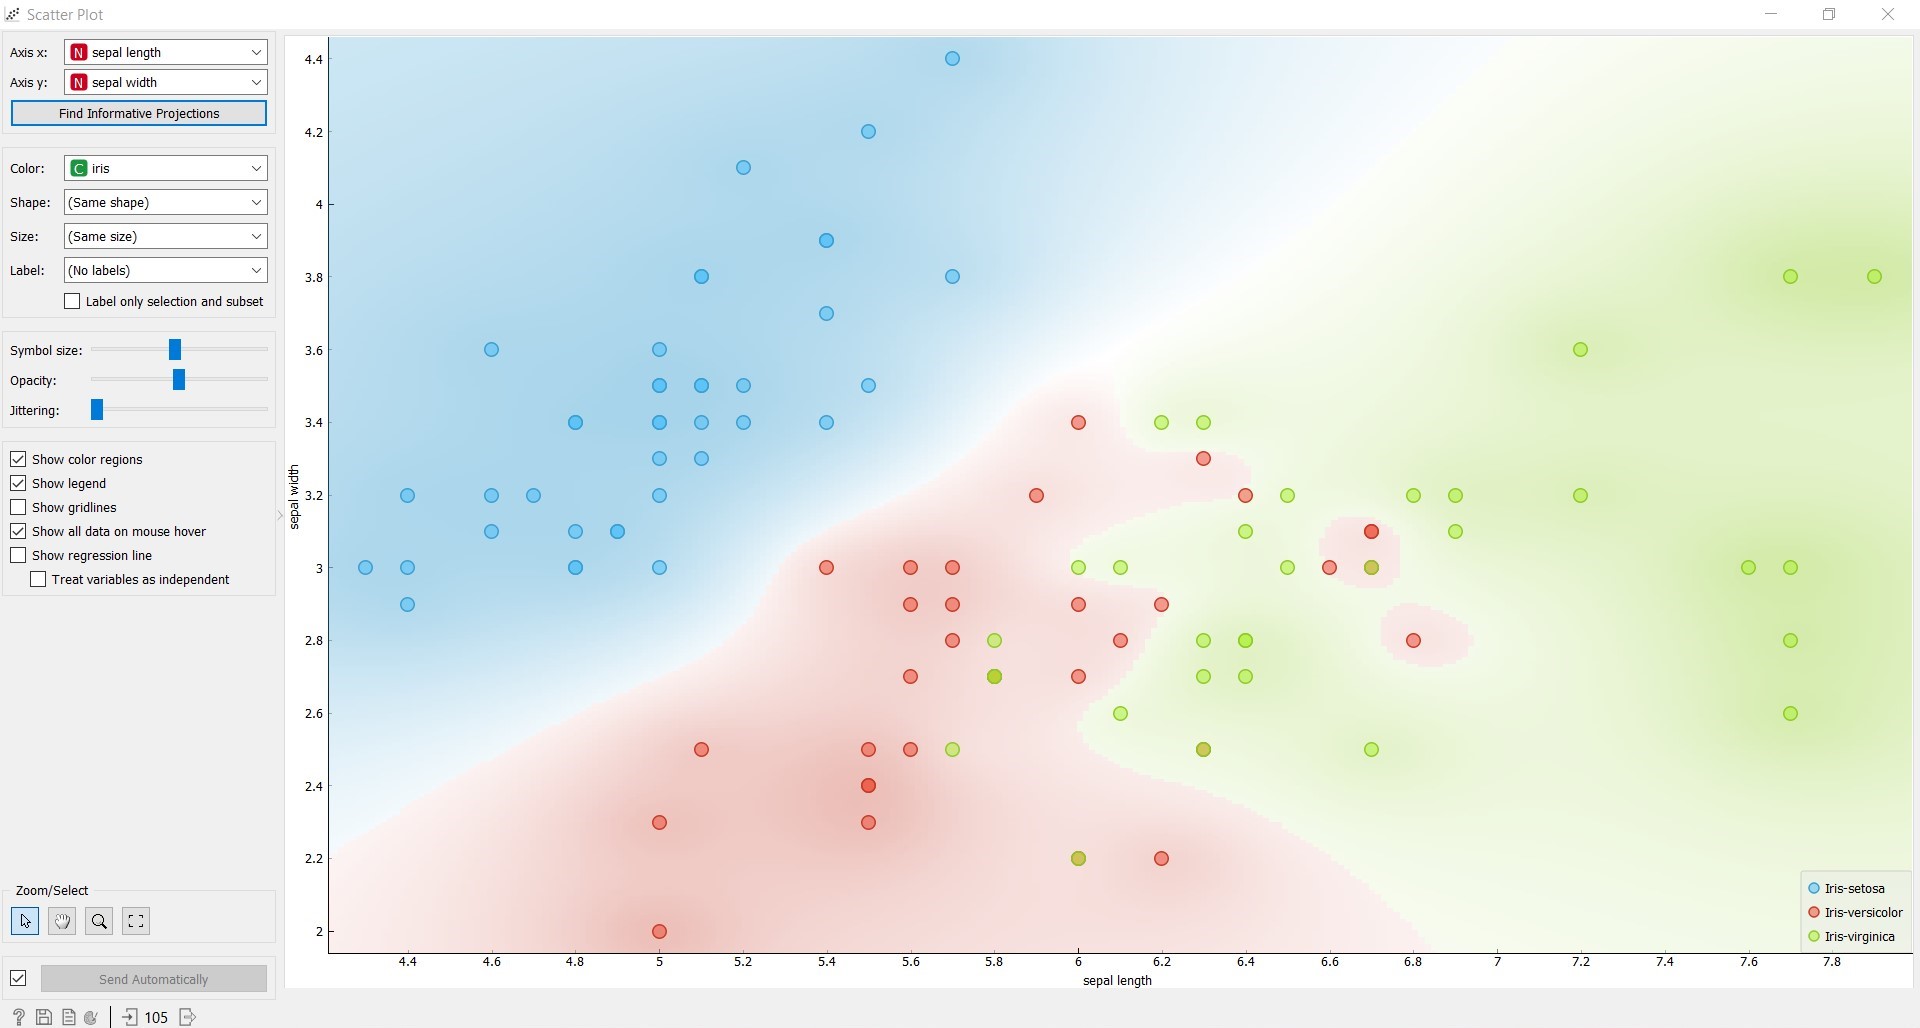 Scatter Plot
Axis x: N sepal length
Axis y: N sepal width
Find Informative Projections
Color: C iris
Shape: (Same shape)
Size: (Same size)
Label: (No labels)
Label only selection and subset
Symbol size:
Opacity:
Jittering:
Show color regions
Show legend
Show gridlines
Show all data on mouse hover
Show regression line
Treat variables as independent
Zoom/Select
Send Automatically
? 105
sepal width
4.4
4.2
4
3.8
3.6
3.4
3.2
3
2.8
2.6
2.4
2.2
2
4.4 4.6 4.8 5 5.2 5.4 5.6 5.8 6 6.2 6.4 6.6 6.8 7 7.2 7.4 7.6 7.8
sepal length
Iris-setosa
Iris-versicolor
Iris-virginica